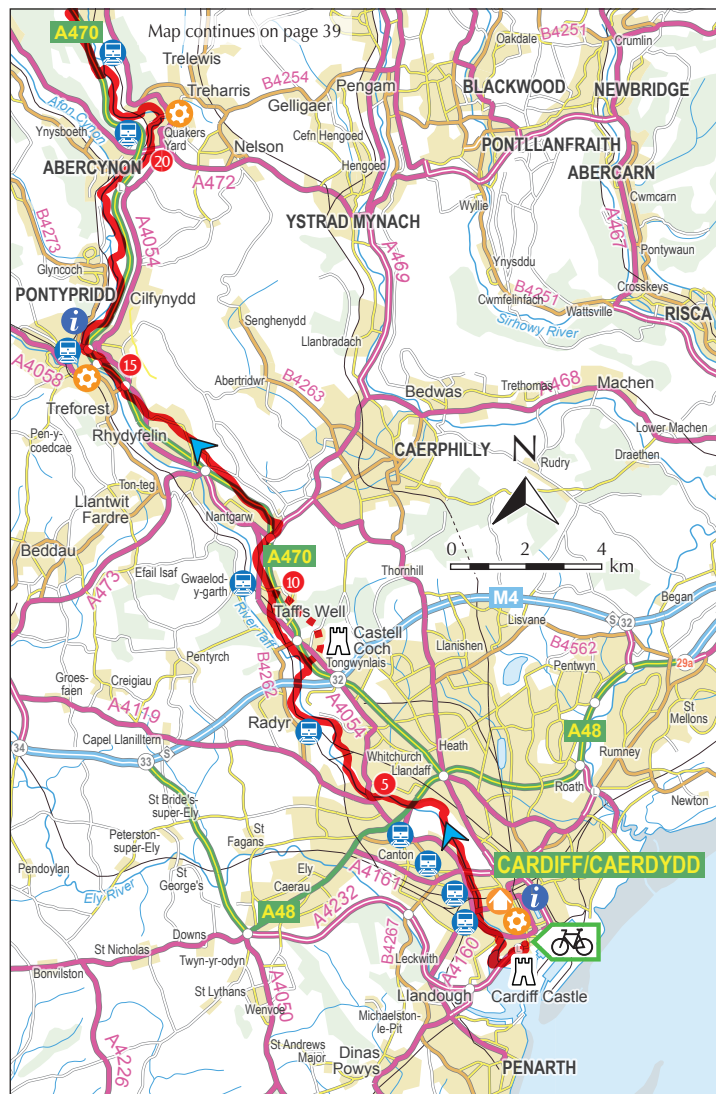 A470
Map continues on page 39
Trelewis
Treharris
B4254
Gelligaer
Pengam
Oakdale
B4251
Crumlin
BLACKWOOD
NEWBRIDGE
Afon Cynon
Ynysboeth
Quakers
Yard
Cefn Hengoed
Nelson
Hengoed
PONTLLANFRAITH
ABERCYNON
20
A472
ABERCARN
B4273
A4054
YSTRAD MYNACH
Wyllie
Cwmcarn
A467
Glyncoch
A469
Ynysddu
Pontywaun
PONTYPRIDD
Cilfynydd
B4251
Crosskeys
Cwmfelinfach
Wattsville
RISCA
i
Senghenydd
Sirhowy River
Llanbradach
A4058
15
Abertridwr
B4263
Bedwas
Trethomas
A468
Machen
Treforest
Pen-y-
coedcae
Rhydyfelin
Lower Machen
CAERPHILLY
N
Draethen
Rudry
Ton-teg
Llantwit
Fardre
Nantgarw
Beddau
A470
0 2 4
km
Efail Isaf
A473
Gwaelod-
y-garth
10
Thornhill
M4
Began
Taff's Well
River Taff
Lisvane
S
32
Castell
Coch
Llanishen
B4562
Pentyrch
Tongwynlais
Pentwyn
29a
Groes-
faen
Creigiau
B4262
32
A4119
A4054
St
Mellons
Radyr
A48
34
Capel Llanilltern
S
Whitchurch
Heath
Rumney
33
Llandaff
5
Roath
L
Newton
St Bride's-
super-Ely
St
Fagans
Peterston-
super-Ely
Canton
Ely
CARDIFF/CAERDYDD
Pendoylan
Ely River
St
George's
Caerau
A4161
i
A48
A4232
Downs
St Nicholas
B4267
A4160
Bonvilston
Twyn-yr-odyn
Leckwith
St Lythans
A4050
Llandough
Cardiff Castle
Wenvoe
Michaelston-
le-Pit
A4226
St Andrews
Major
Dinas
Powys
PENARTH